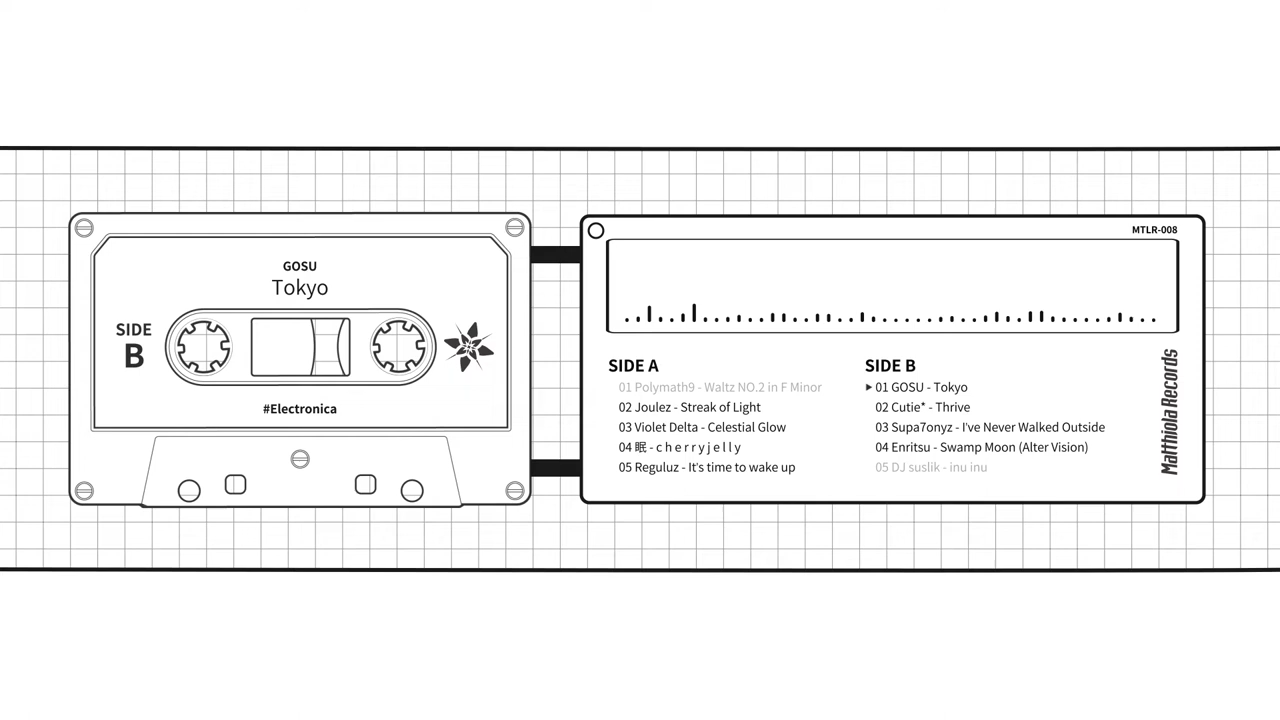 GOSU
Tokyo
SIDE
B
#Electronica
MTLR-008
SIDE A
01 Polymath9 - Waltz NO.2 in F Minor
02 Joulez - Streak of Light
03 Violet Delta - Celestial Glow
04 眠 - c h e r r y j e l l y
05 Reguluz - It's time to wake up
SIDE B
01 GOSU - Tokyo
02 Cutie* - Thrive
03 Supa7onyz - I've Never Walked Outside
04 Enritsu - Swamp Moon (Alter Vision)
05 DJ suslik - inu inu
Matthiola Records